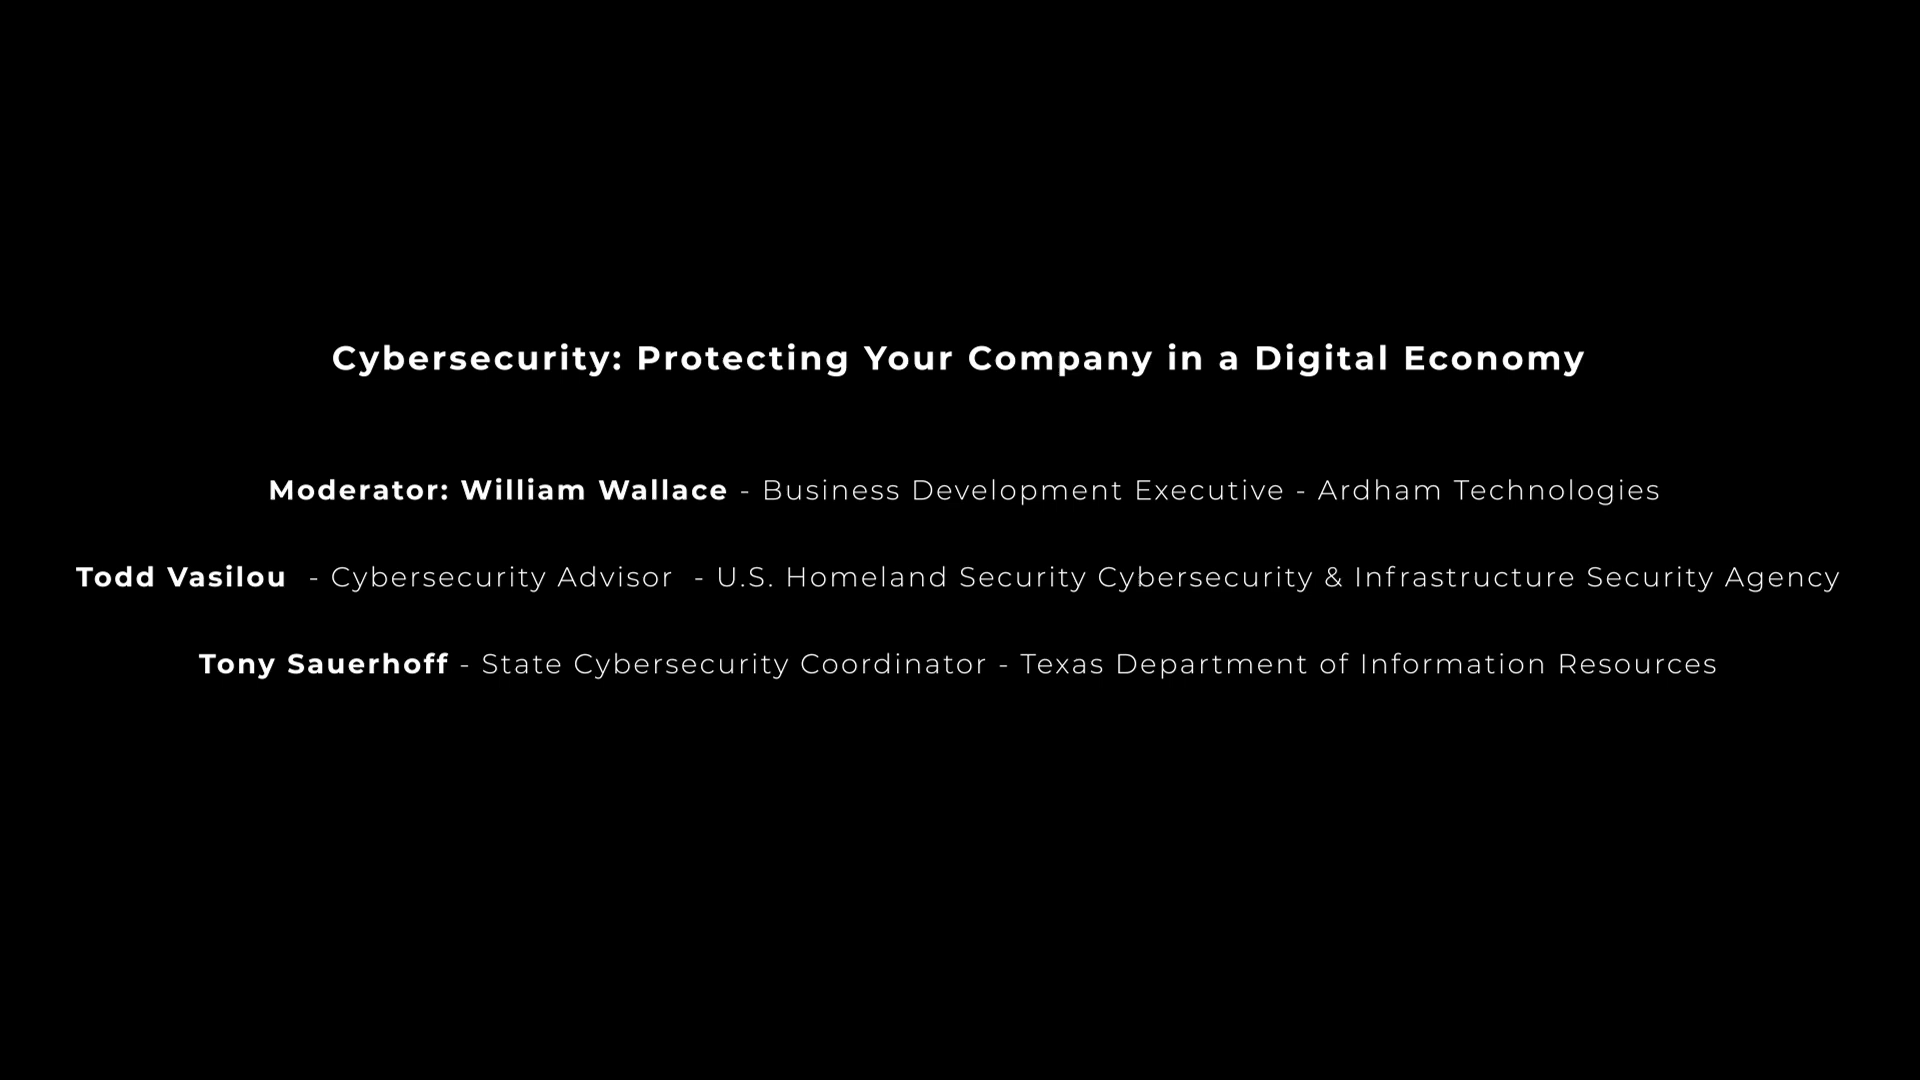 Cybersecurity: Protecting Your Company in a Digital Economy
Moderator: William Wallace - Business Development Executive - Ardham Technologies
Todd Vasilou - Cybersecurity Advisor - U.S. Homeland Security Cybersecurity & Infrastructure Security Agency
Tony Sauerhoff - State Cybersecurity Coordinator - Texas Department of Information Resources